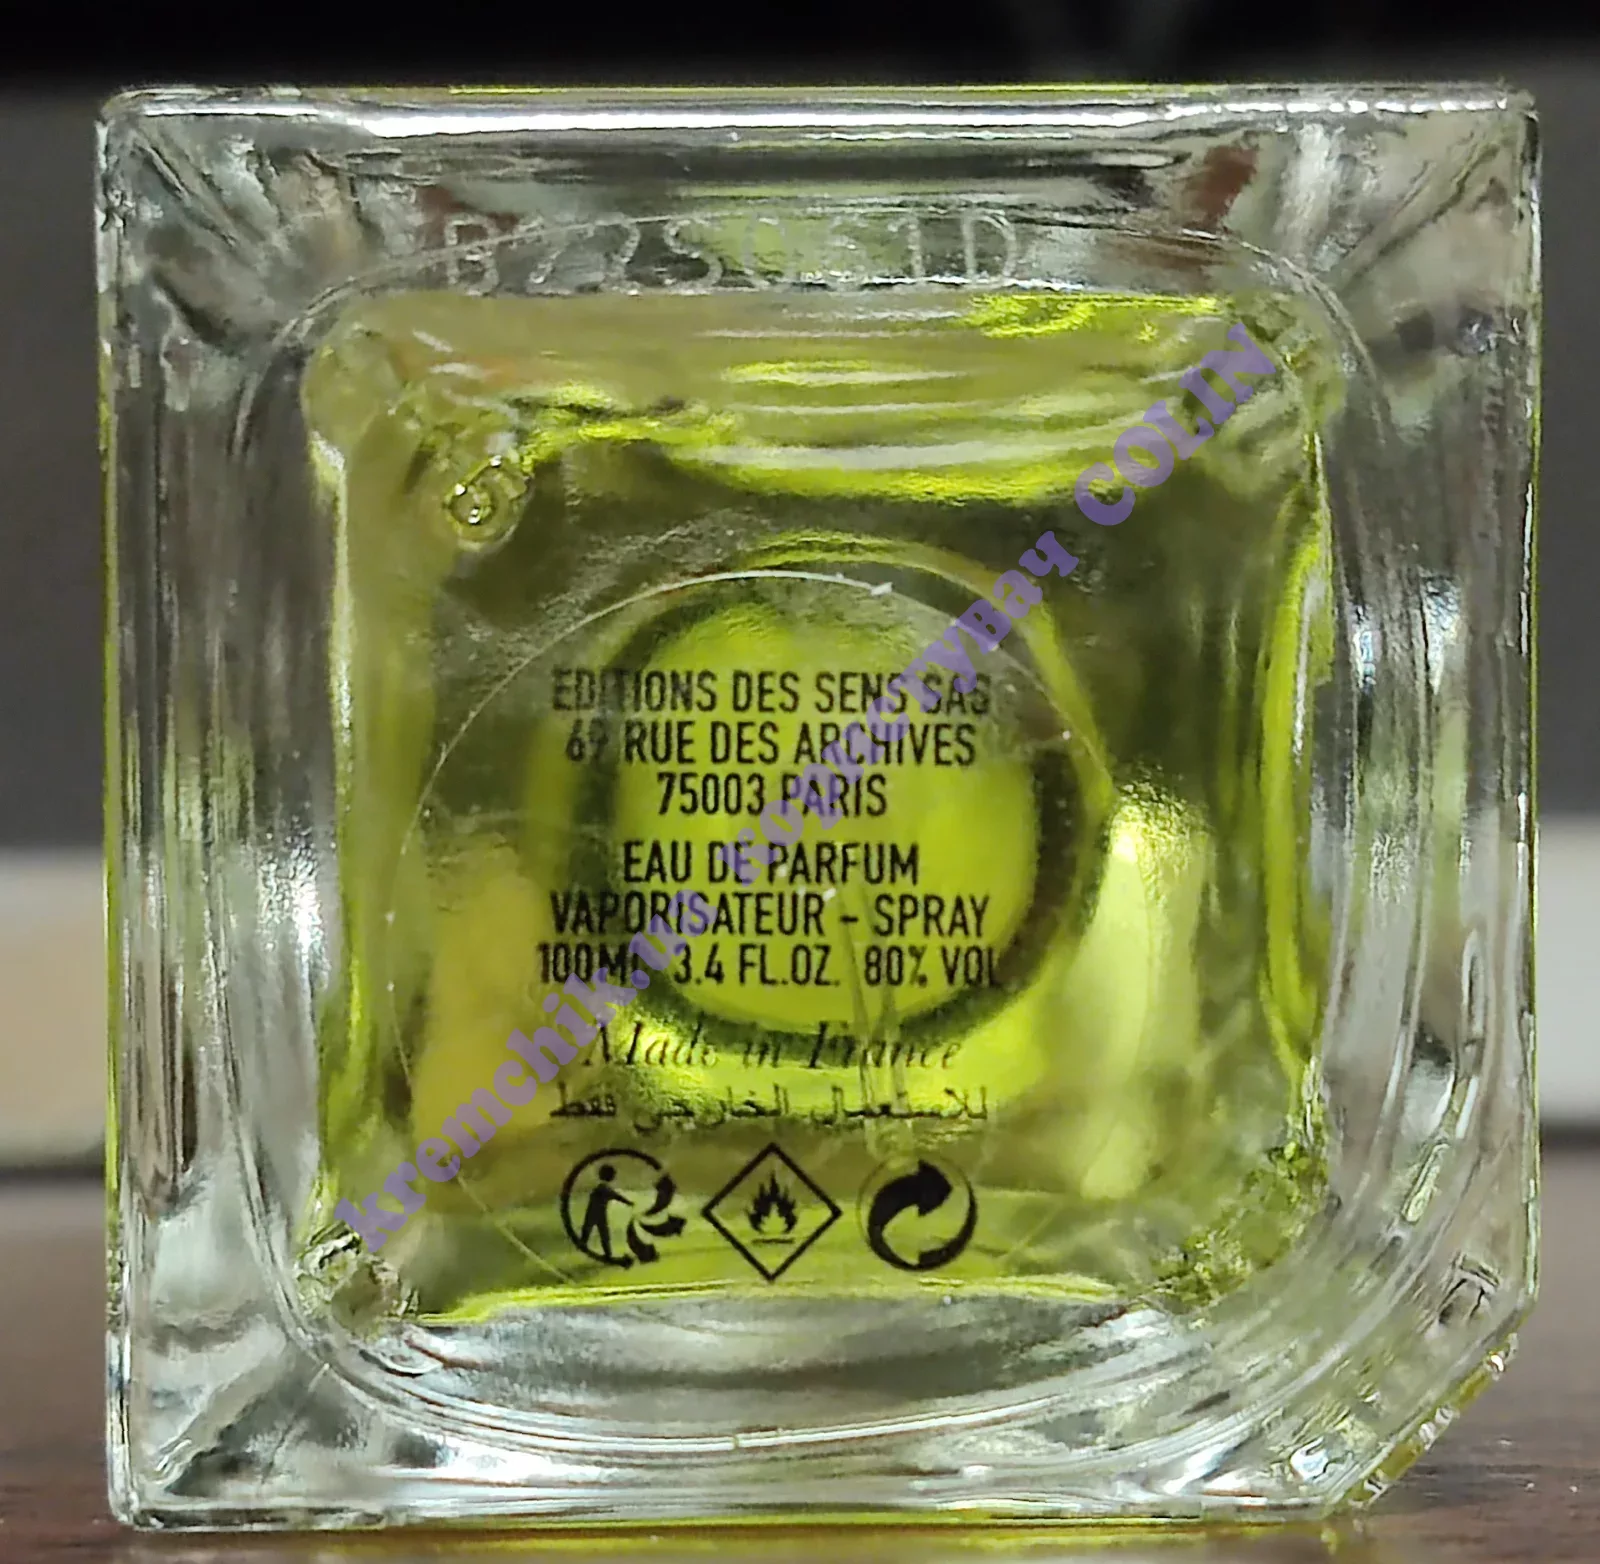 EDITIONS DES SENS SAS
69 RUE DES ARCHIVES
75003 PARIS
EAU DE PARFUM
VAPORISATEUR - SPRAY
100ML 3.4 FL.OZ. 80% VOL
Made in France
للاستعمال الخارجي فقط
COLIN